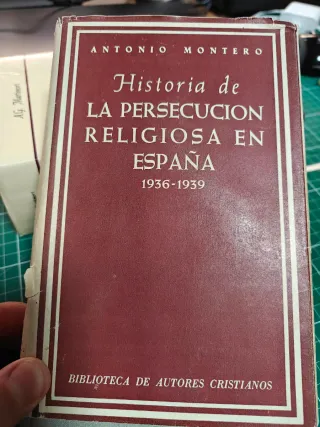 ANTONIO MONTERO
Historia de
LA PERSECUCION
RELIGIOSA EN
ESPAÑA
1936-1939
BIBLIOTECA DE AUTORES CRISTIANOS